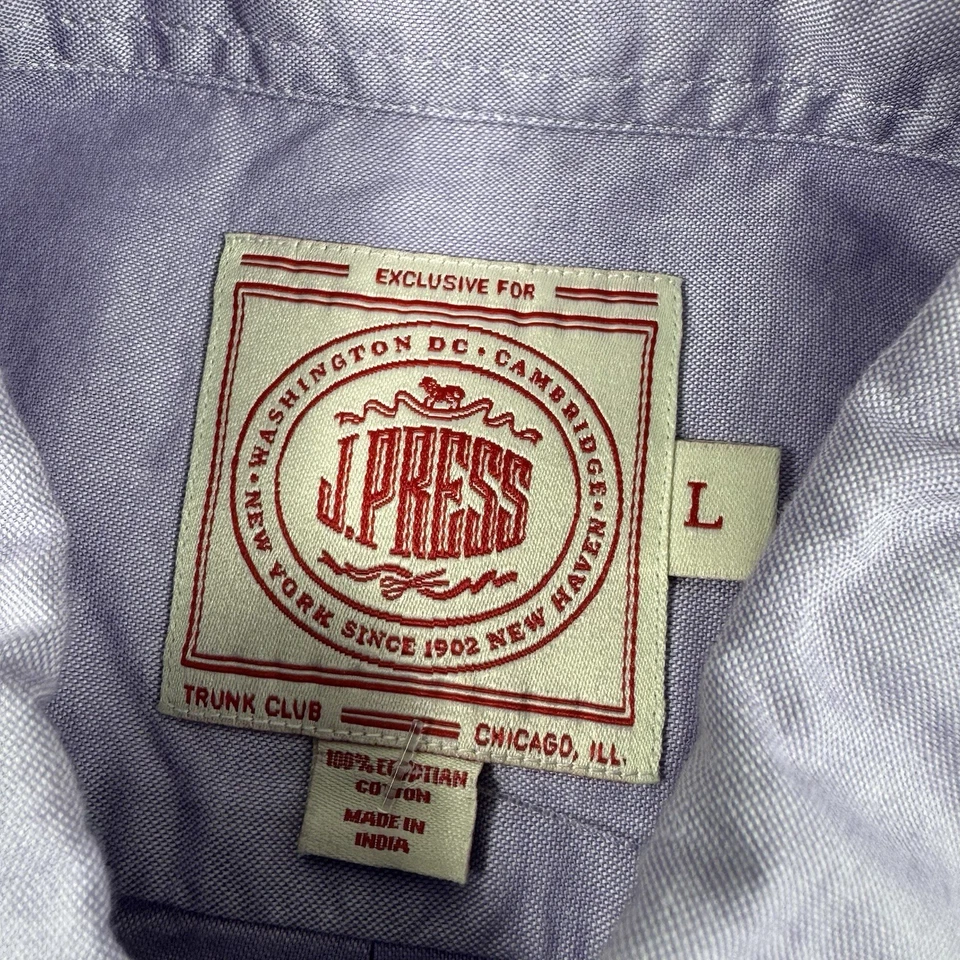 EXCLUSIVE FOR
NEW YORK · WASHINGTON DC · CAMBRIDGE · NEW HAVEN
J.PRESS
SINCE 1902
TRUNK CLUB
CHICAGO, ILL.
L
100% EGYPTIAN
COTTON
MADE IN
INDIA